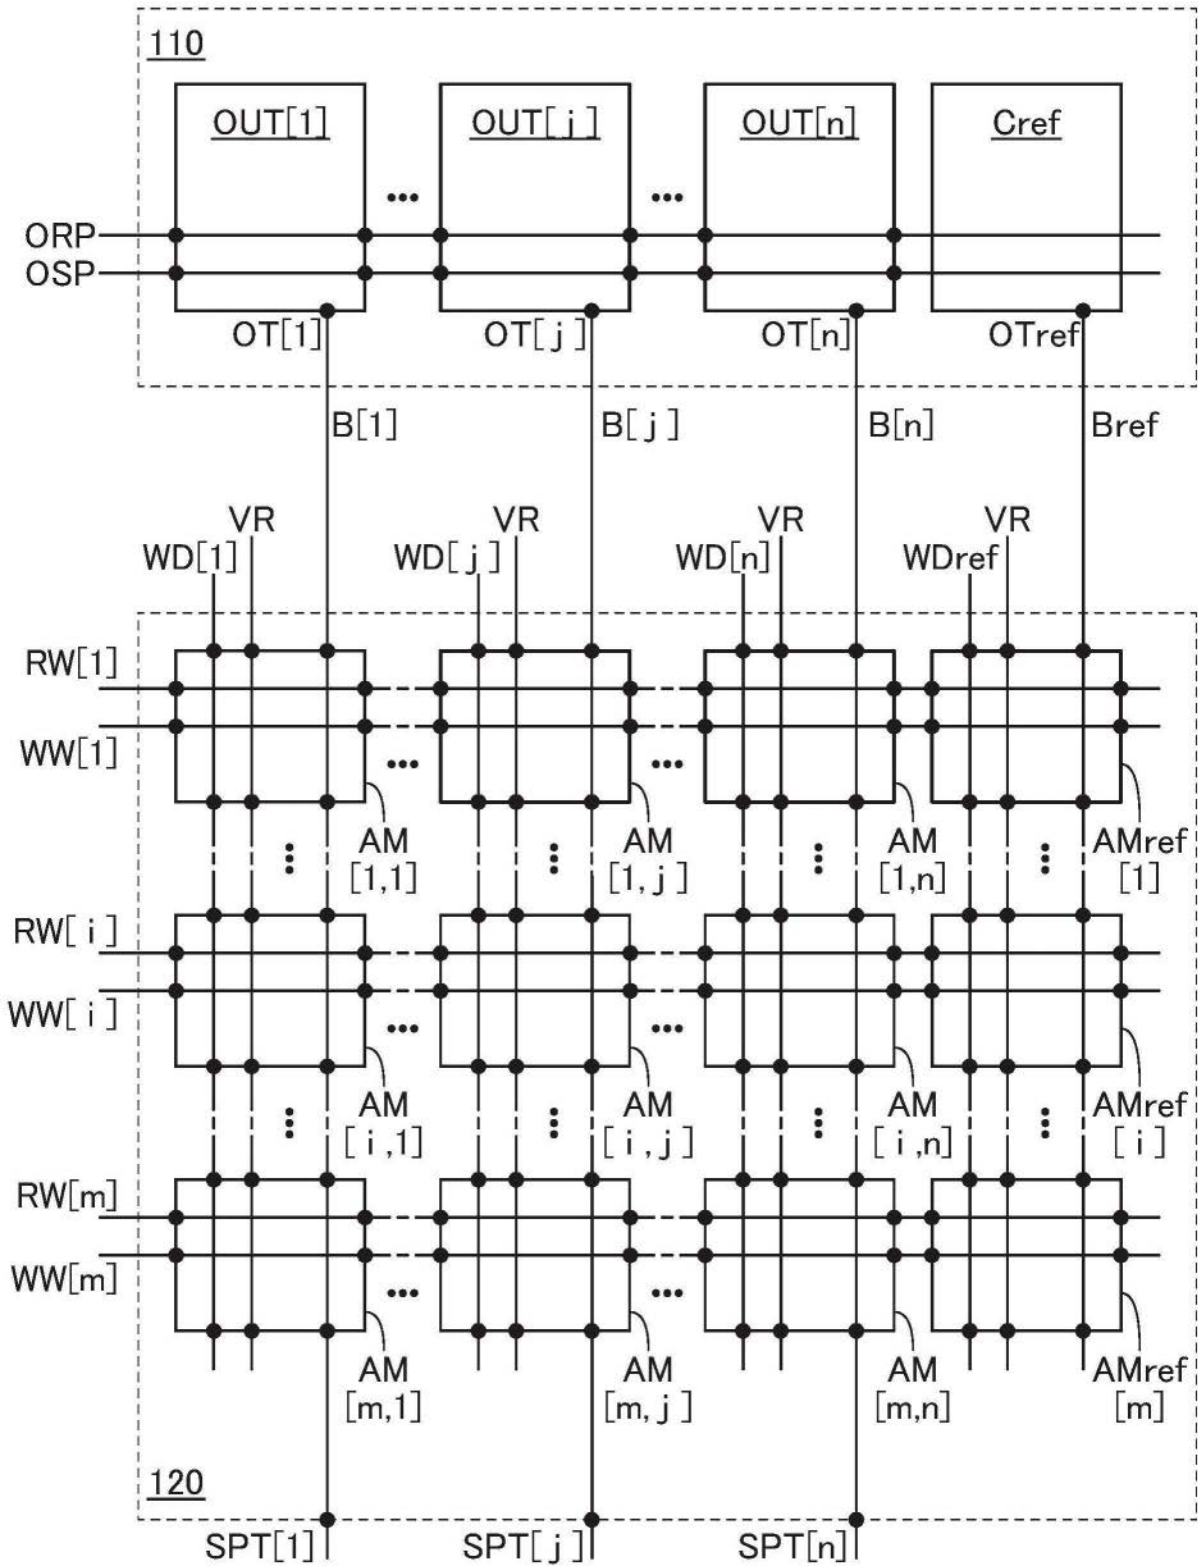 110
OUT[1] OUT[j] OUT[n] Cref
ORP
OSP
OT[1] OT[j] OT[n] OTref
B[1] B[j] B[n] Bref
VR VR VR VR
WD[1] WD[j] WD[n] WDref
RW[1]
WW[1]
AM AM AM AMref
[1,1] [1,j] [1,n] [1]
RW[i]
WW[i]
AM AM AM AMref
[i,1] [i,j] [i,n] [i]
RW[m]
WW[m]
AM AM AM AMref
[m,1] [m,j] [m,n] [m]
120
SPT[1] SPT[j] SPT[n]